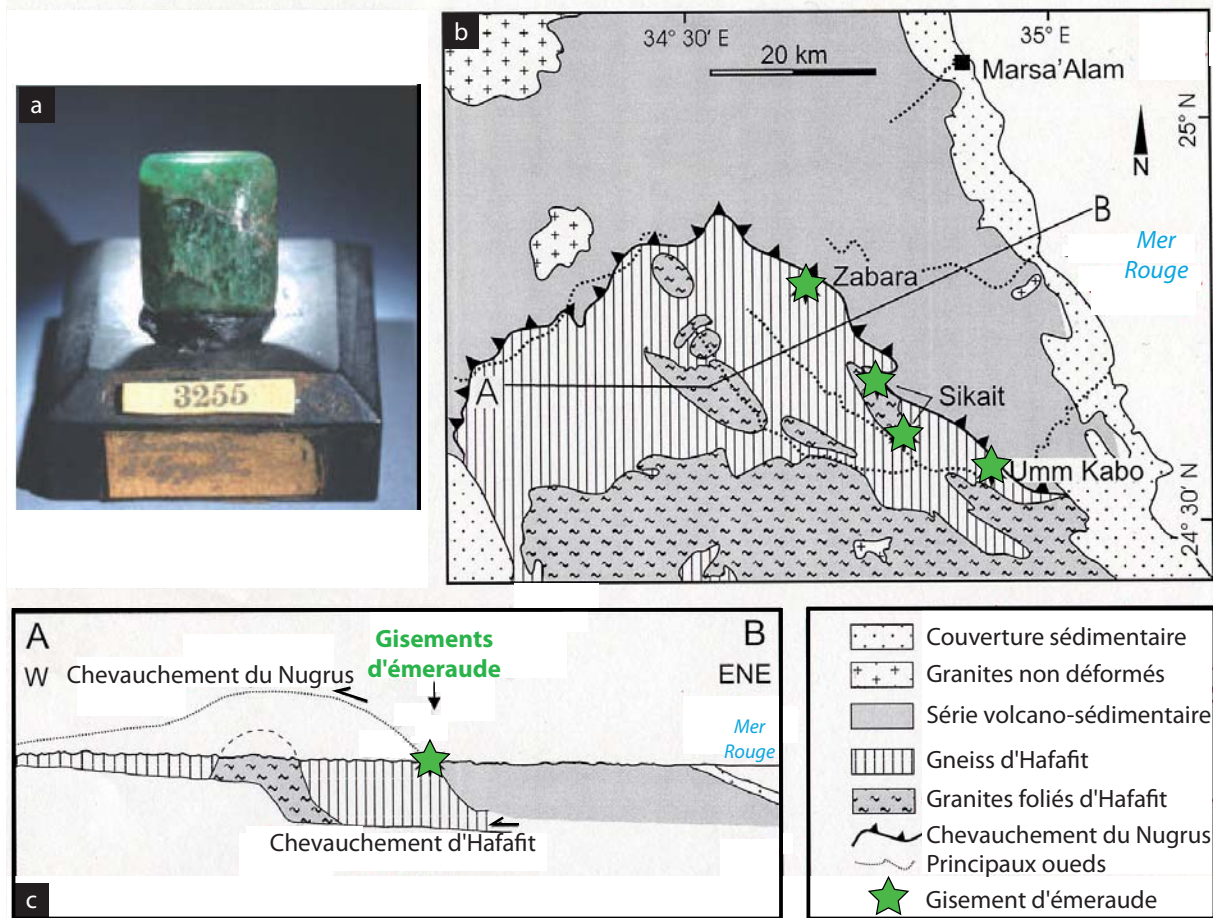 a
3255
b
34° 30′ E
35° E
20 km
Marsa'Alam
25° N
N
B
Mer
Rouge
Zabara
A
Sikait
Umm Kabo
24° 30′ N
A
W
Chevauchement du Nugrus
Gisements
d'émeraude
B
ENE
Mer
Rouge
Chevauchement d'Hafafit
c
Couverture sédimentaire
Granites non déformés
Série volcano-sédimentaire
Gneiss d'Hafafit
Granites foliés d'Hafafit
Chevauchement du Nugrus
Principaux oueds
Gisement d'émeraude